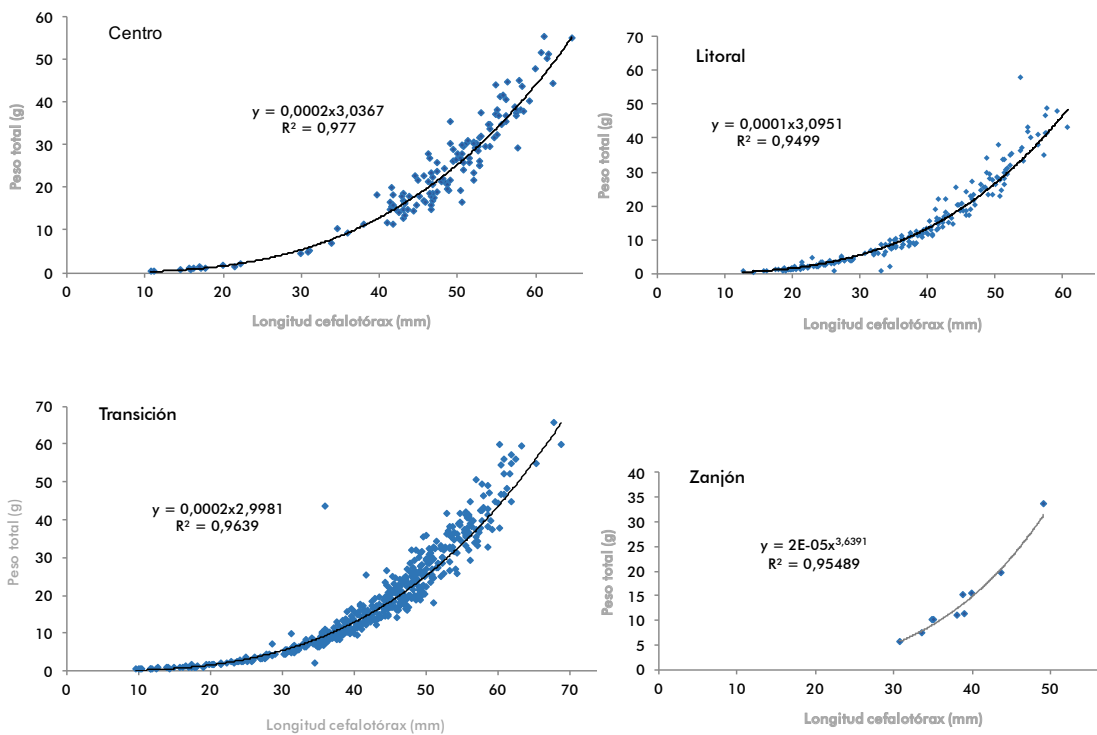 Centro
y = 0,0002x3,0367
R² = 0,977
Peso total (g)
60
50
40
30
20
10
0
0 10 20 30 40 50 60
Longitud cefalotórax (mm)
Litoral
y = 0,0001x3,0951
R² = 0,9499
Peso total (g)
70
60
50
40
30
20
10
0
0 10 20 30 40 50 60
Longitud cefalotórax (mm)
Transición
y = 0,0002x2,9981
R² = 0,9639
Peso total (g)
70
60
50
40
30
20
10
0
0 10 20 30 40 50 60 70
Longitud cefalotórax (mm)
Zanjón
y = 2E-05x³,⁶³⁹¹
R² = 0,95489
Peso total (g)
40
35
30
25
20
15
10
5
0
0 10 20 30 40 50
Longitud cefalotórax (mm)